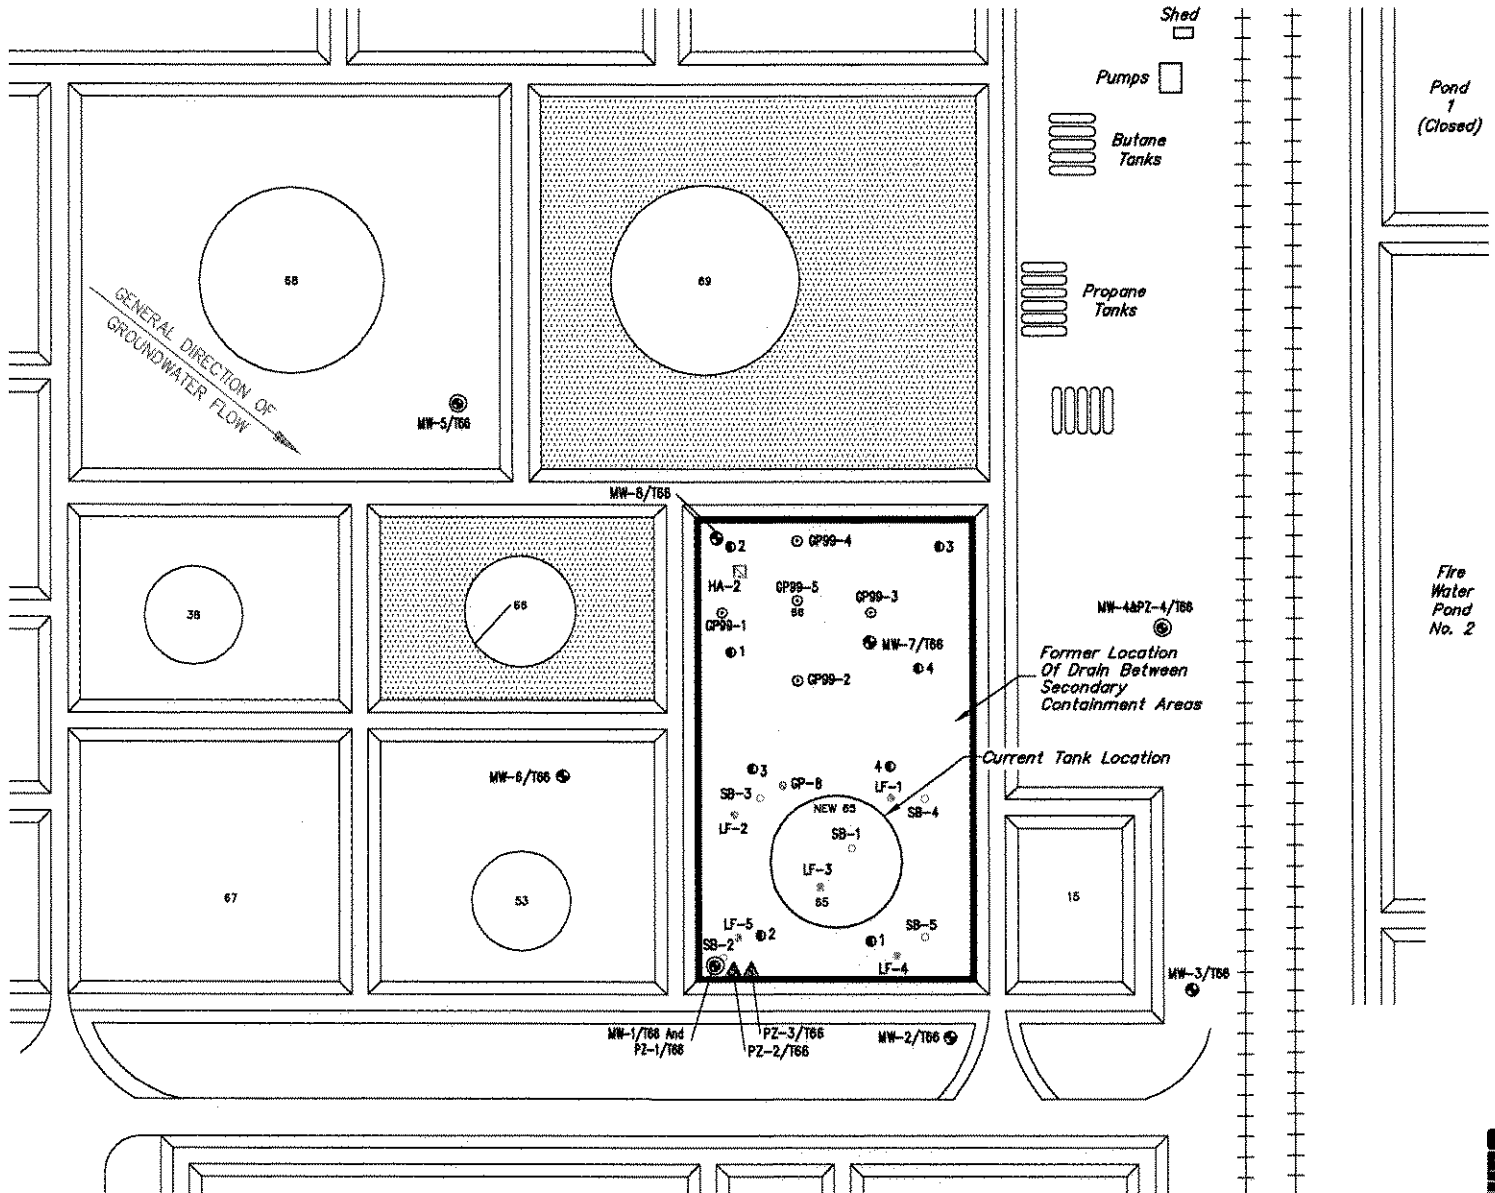 Shed
Pumps
Pond
1
(Closed)
Butane
Tanks
68
69
GENERAL DIRECTION OF
GROUNDWATER FLOW
Propane
Tanks
MW-5/T66
MW-8/T66
2
GP99-4
3
HA-2
GP99-5
66
GP99-3
GP99-1
38
66
MW-7/T66
1
4
GP99-2
MW-4&PZ-4/T66
Fire
Water
Pond
No. 2
Former Location
Of Drain Between
Secondary
Containment Areas
Current Tank Location
MW-6/T66
3
4
GP-8
LF-1
SB-3
NEW 65
SB-4
LF-2
SB-1
LF-3
65
67
53
15
LF-5
2
SB-2
1
SB-5
LF-4
MW-3/T66
MW-1/T66 And
PZ-1/T66
PZ-3/T66
PZ-2/T66
MW-2/T66